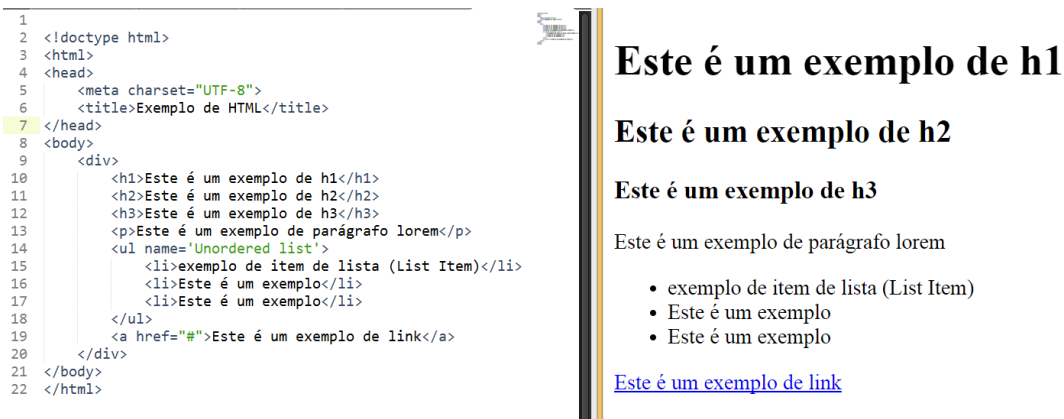 1
2 <!doctype html>
3 <html>
4 <head>
5 <meta charset="UTF-8">
6 <title>Exemplo de HTML</title>
7 </head>
8 <body>
9 <div>
10 <h1>Este é um exemplo de h1</h1>
11 <h2>Este é um exemplo de h2</h2>
12 <h3>Este é um exemplo de h3</h3>
13 <p>Este é um exemplo de parágrafo lorem</p>
14 <ul name='Unordered list'>
15 <li>exemplo de item de lista (List Item)</li>
16 <li>Este é um exemplo</li>
17 <li>Este é um exemplo</li>
18 </ul>
19 <a href="#">Este é um exemplo de link</a>
20 </div>
21 </body>
22 </html>
Este é um exemplo de h1
Este é um exemplo de h2
Este é um exemplo de h3
Este é um exemplo de parágrafo lorem
• exemplo de item de lista (List Item)
• Este é um exemplo
• Este é um exemplo
Este é um exemplo de link